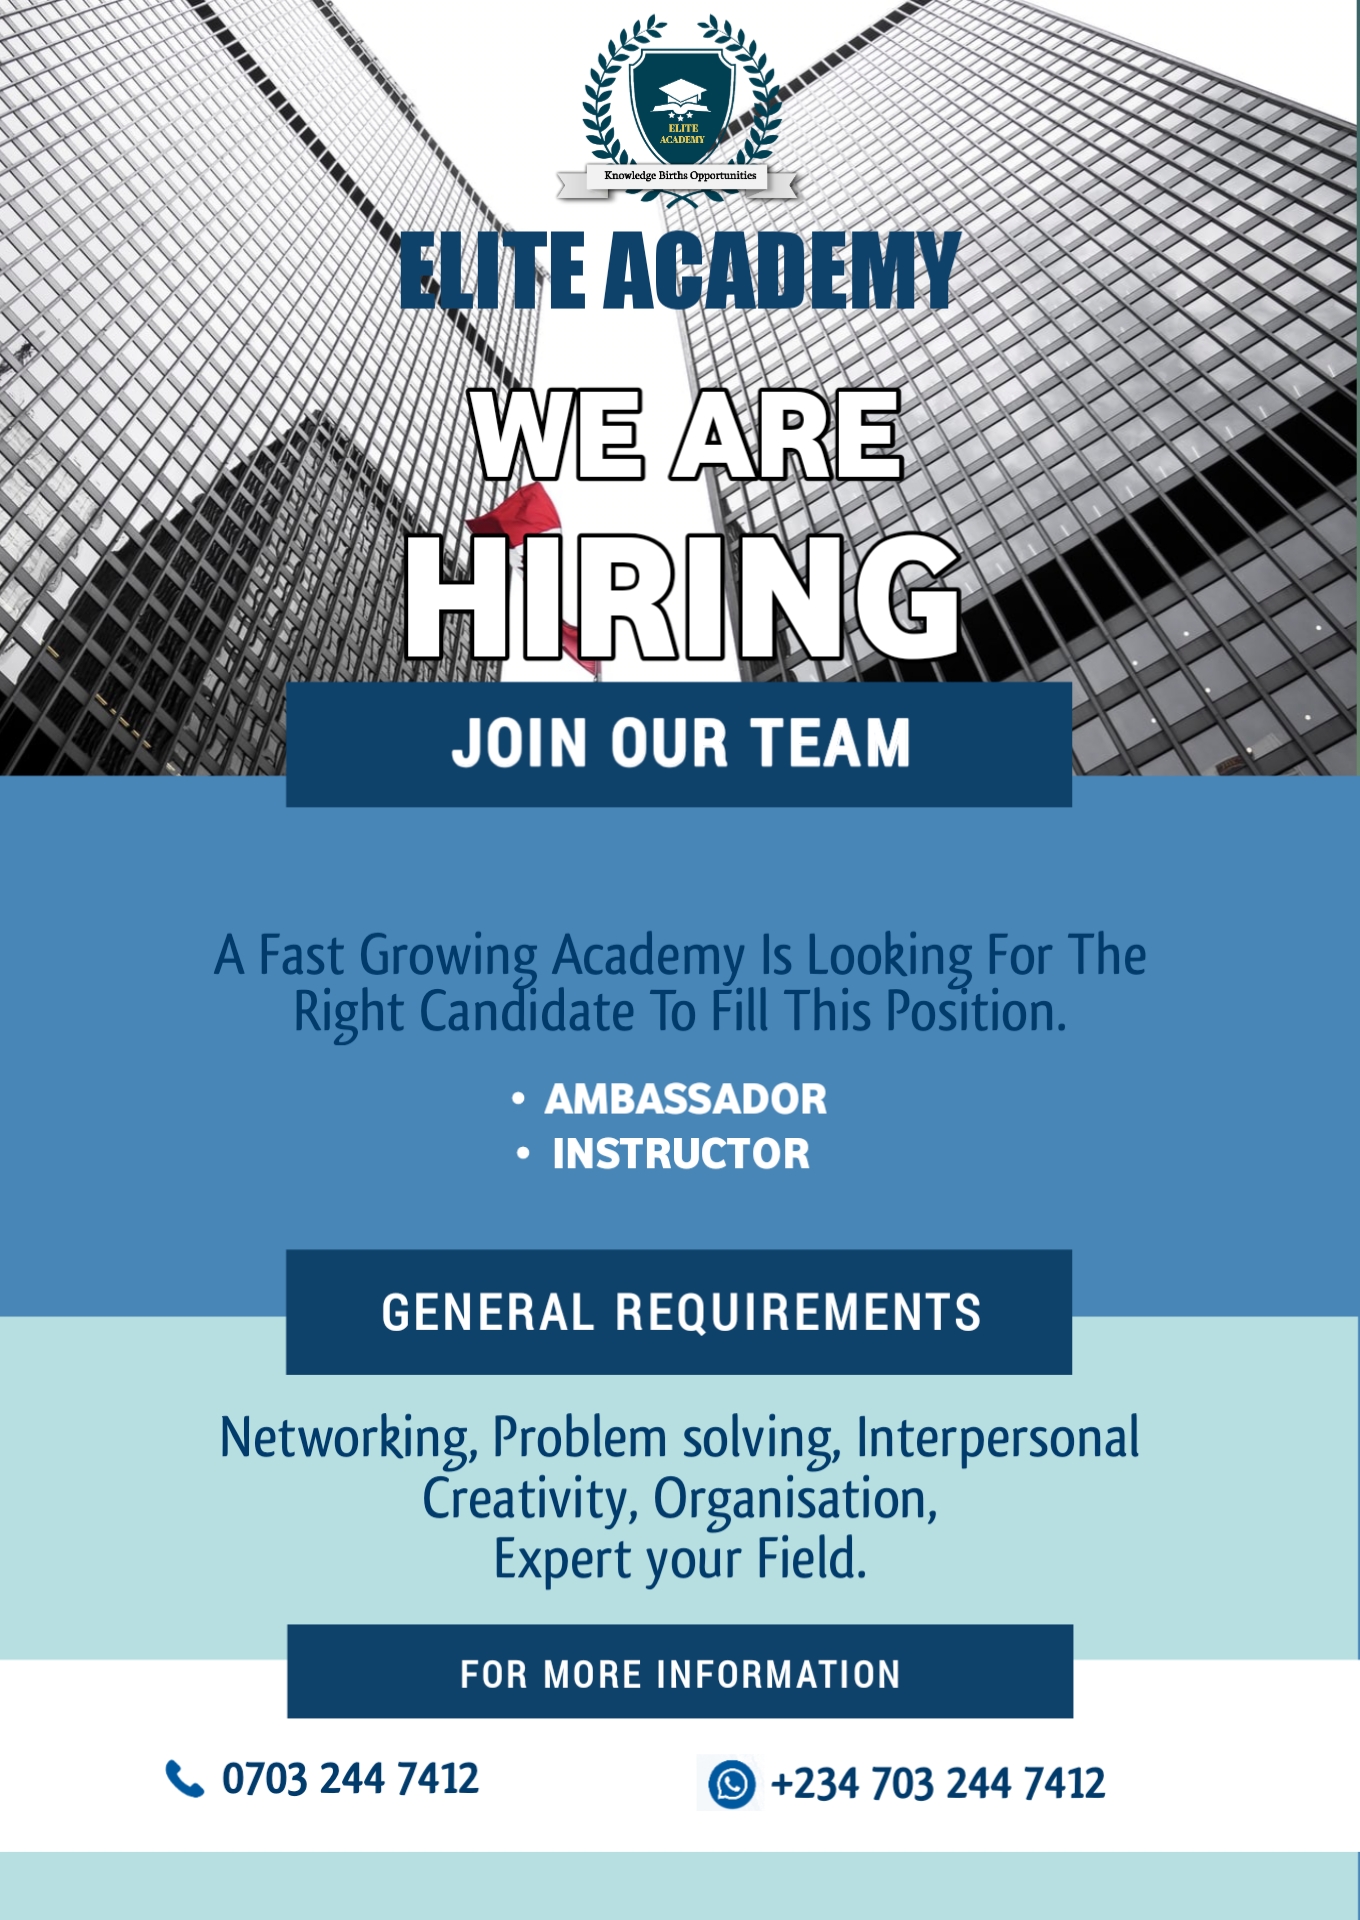 ELITE
ACADEMY
Knowledge Births Opportunities
ELITE ACADEMY
WE ARE
HIRING
JOIN OUR TEAM
A Fast Growing Academy Is Looking For The
Right Candidate To Fill This Position.
• AMBASSADOR
• INSTRUCTOR
GENERAL REQUIREMENTS
Networking, Problem solving, Interpersonal
Creativity, Organisation,
Expert your Field.
FOR MORE INFORMATION
0703 244 7412
+234 703 244 7412